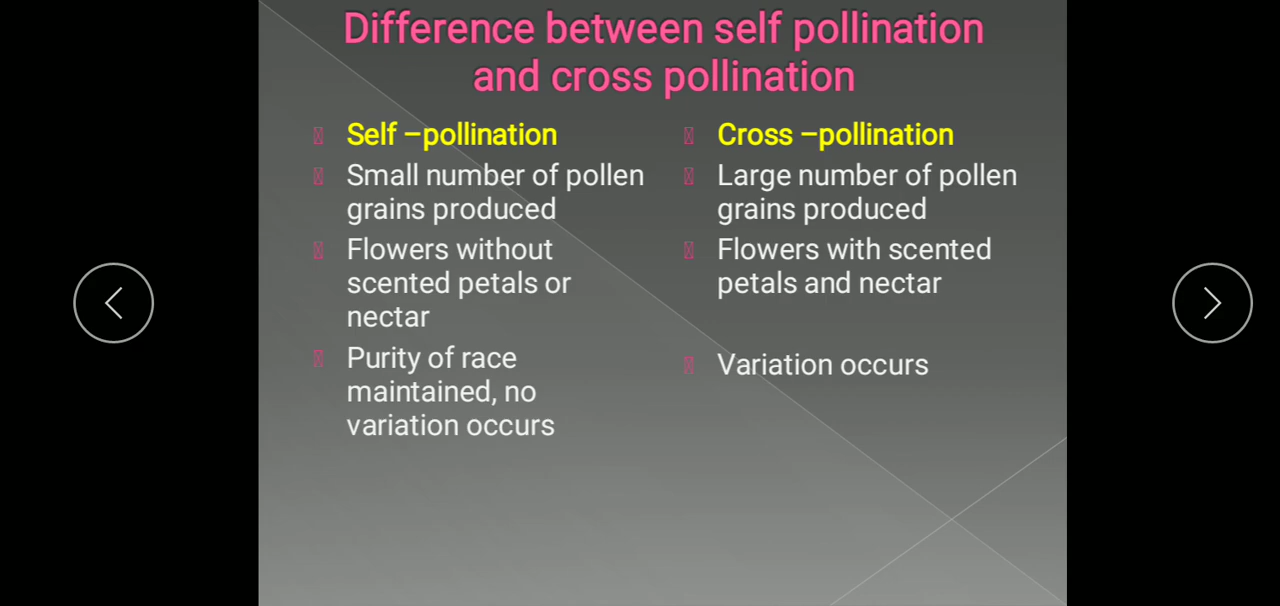 Difference between self pollination
and cross pollination
Self –pollination
Small number of pollen
grains produced
Flowers without
scented petals or
nectar
Purity of race
maintained, no
variation occurs
Cross –pollination
Large number of pollen
grains produced
Flowers with scented
petals and nectar
Variation occurs